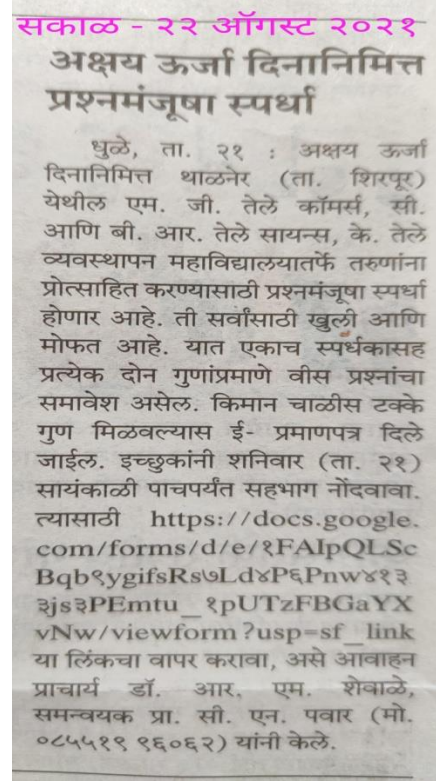 सकाळ - २२ ऑगस्ट २०२१
अक्षय ऊर्जा दिनानिमित्त
प्रश्नमंजूषा स्पर्धा
धुळे, ता. २१ : अक्षय ऊर्जा
दिनानिमित्त थाळनेर (ता. शिरपूर)
येथील एम. जी. तेले कॉमर्स, सी.
आणि बी. आर. तेले सायन्स, के. तेले
व्यवस्थापन महाविद्यालयातर्फे तरुणांना
प्रोत्साहित करण्यासाठी प्रश्नमंजूषा स्पर्धा
होणार आहे. ती सर्वांसाठी खुली आणि
मोफत आहे. यात एकाच स्पर्धकासह
प्रत्येक दोन गुणांप्रमाणे वीस प्रश्नांचा
समावेश असेल. किमान चाळीस टक्के
गुण मिळवल्यास ई- प्रमाणपत्र दिले
जाईल. इच्छुकांनी शनिवार (ता. २१)
सायंकाळी पाचपर्यंत सहभाग नोंदवावा.
त्यासाठी https://docs.google.
com/forms/d/e/१FAIpQLSc
Bqb९ygifsRs७Ld४P६Pnw४१३
३js३PEmtu_१pUTzFBGaYX
vNw/viewform?usp=sf_link
या लिंकचा वापर करावा, असे आवाहन
प्राचार्य डॉ. आर. एम. शेवाळे,
समन्वयक प्रा. सी. एन. पवार (मो.
०८५५१९ ९६०६२) यांनी केले.